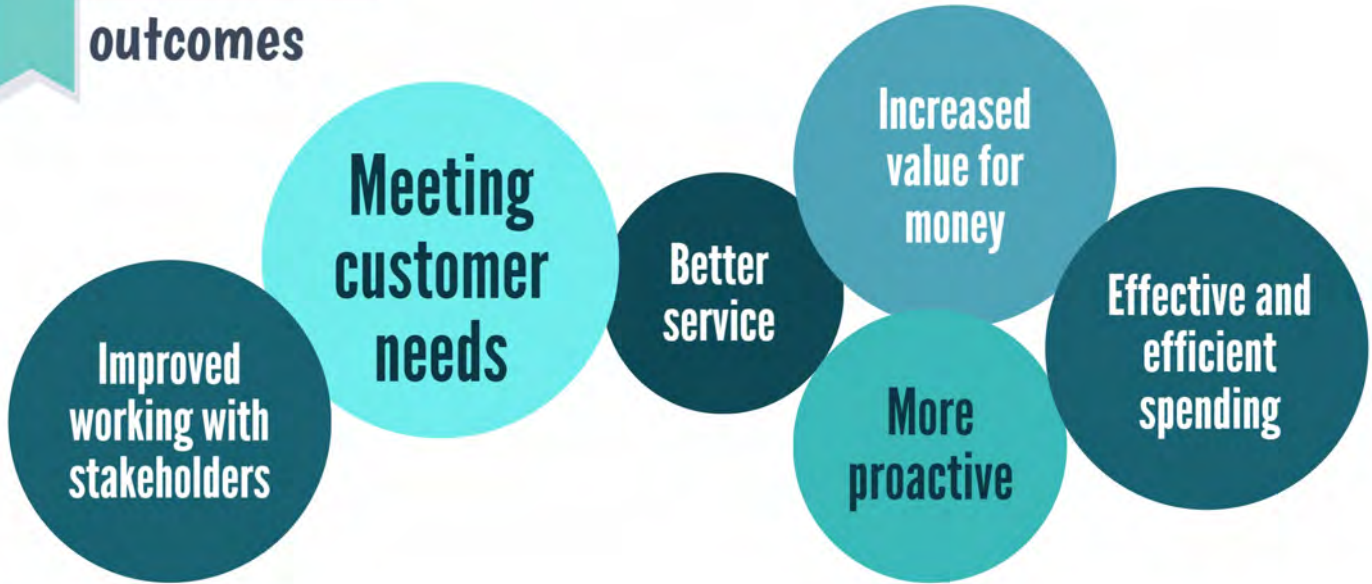 outcomes
Improved
working with
stakeholders
Meeting
customer
needs
Better
service
Increased
value for
money
More
proactive
Effective and
efficient
spending